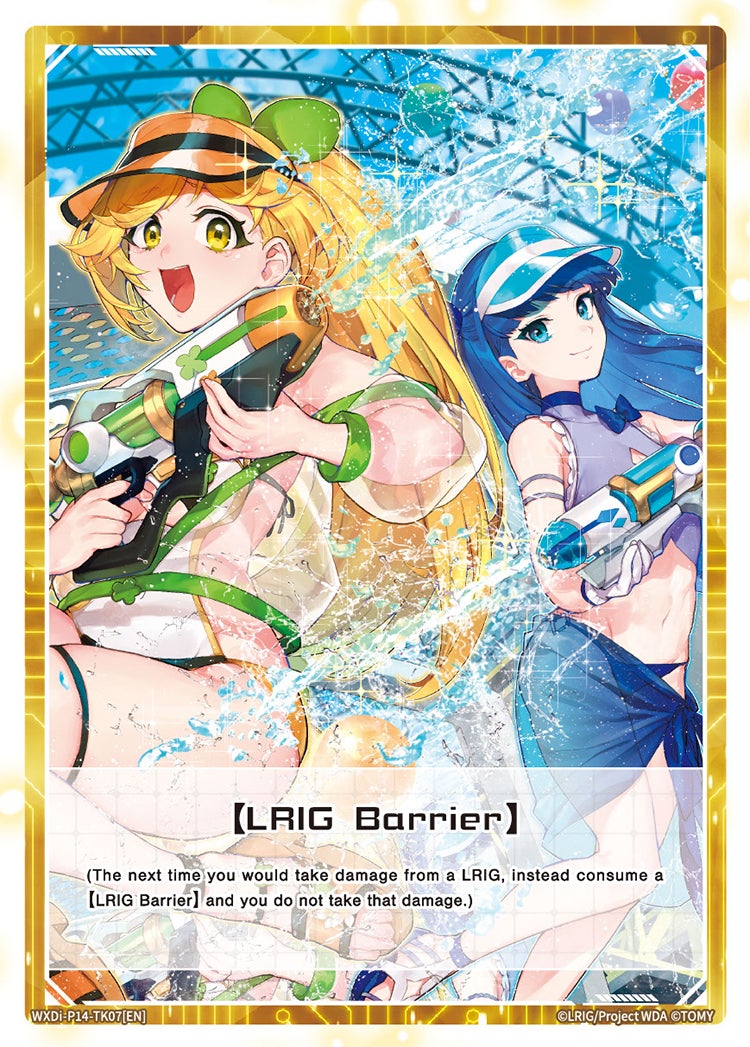 【LRIG Barrier】
(The next time you would take damage from a LRIG, instead consume a
【LRIG Barrier】 and you do not take that damage.)
WXDi-P14-TK07[EN]
©LRIG/Project WDA ©TOMY